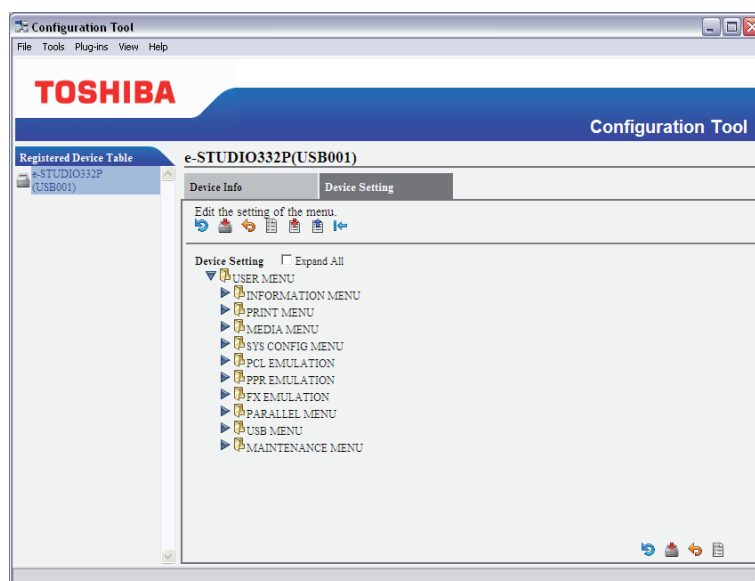 Configuration Tool
File Tools Plug-ins View Help
TOSHIBA
Configuration Tool
Registered Device Table
e-STUDIO332P
(USB001)
e-STUDIO332P(USB001)
Device Info
Device Setting
Edit the setting of the menu.
Device Setting Expand All
USER MENU
INFORMATION MENU
PRINT MENU
MEDIA MENU
SYS CONFIG MENU
PCL EMULATION
PPR EMULATION
FX EMULATION
PARALLEL MENU
USB MENU
MAINTENANCE MENU